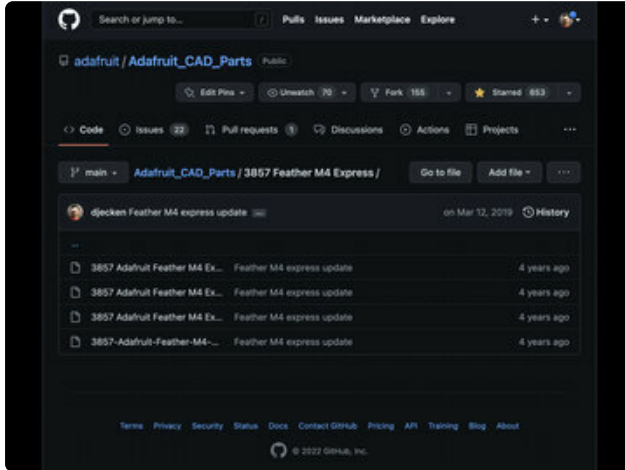 Search or jump to... / Pulls Issues Marketplace Explore
adafruit / Adafruit_CAD_Parts Public
Edit Pins Unwatch 70 Fork 155 Starred 653
Code Issues 22 Pull requests 1 Discussions Actions Projects ...
main Adafruit_CAD_Parts / 3857 Feather M4 Express / Go to file Add file ...
djecken Feather M4 express update ... on Mar 12, 2019 History
..
3857 Adafruit Feather M4 Ex... Feather M4 express update 4 years ago
3857 Adafruit Feather M4 Ex... Feather M4 express update 4 years ago
3857 Adafruit Feather M4 Ex... Feather M4 express update 4 years ago
3857-Adafruit-Feather-M4-... Feather M4 express update 4 years ago
Terms Privacy Security Status Docs Contact GitHub Pricing API Training Blog About
© 2022 GitHub, Inc.